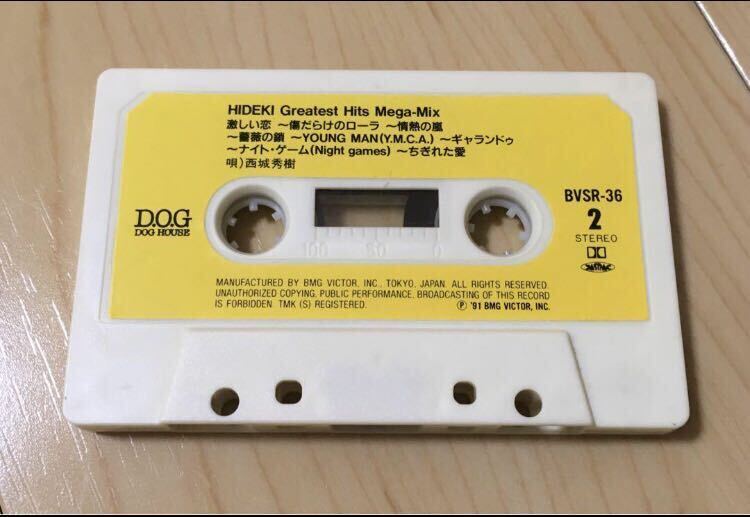 HIDEKI Greatest Hits Mega-Mix
激しい恋 〜傷だらけのローラ 〜情熱の嵐
〜薔薇の鎖 〜YOUNG MAN(Y.M.C.A.) 〜ギャランドゥ
〜ナイト・ゲーム(Night games) 〜ちぎれた愛
唄)西城秀樹
BVSR-36
2
STEREO
D.O.G
DOG HOUSE
100 50 0
MANUFACTURED BY BMG VICTOR, INC., TOKYO, JAPAN. ALL RIGHTS RESERVED.
UNAUTHORIZED COPYING, PUBLIC PERFORMANCE, BROADCASTING OF THIS RECORD
IS FORBIDDEN. TMK (S) REGISTERED. Ⓟ '91 BMG VICTOR, INC.